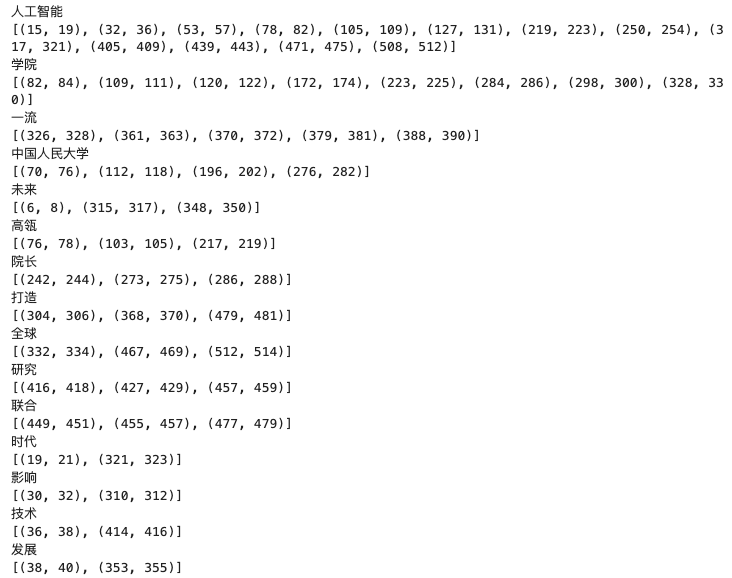 人工智能
[(15, 19), (32, 36), (53, 57), (78, 82), (105, 109), (127, 131), (219, 223), (250, 254), (3
17, 321), (405, 409), (439, 443), (471, 475), (508, 512)]
学院
[(82, 84), (109, 111), (120, 122), (172, 174), (223, 225), (284, 286), (298, 300), (328, 33
0)]
一流
[(326, 328), (361, 363), (370, 372), (379, 381), (388, 390)]
中国人民大学
[(70, 76), (112, 118), (196, 202), (276, 282)]
未来
[(6, 8), (315, 317), (348, 350)]
高瓴
[(76, 78), (103, 105), (217, 219)]
院长
[(242, 244), (273, 275), (286, 288)]
打造
[(304, 306), (368, 370), (479, 481)]
全球
[(332, 334), (467, 469), (512, 514)]
研究
[(416, 418), (427, 429), (457, 459)]
联合
[(449, 451), (455, 457), (477, 479)]
时代
[(19, 21), (321, 323)]
影响
[(30, 32), (310, 312)]
技术
[(36, 38), (414, 416)]
发展
[(38, 40), (353, 355)]